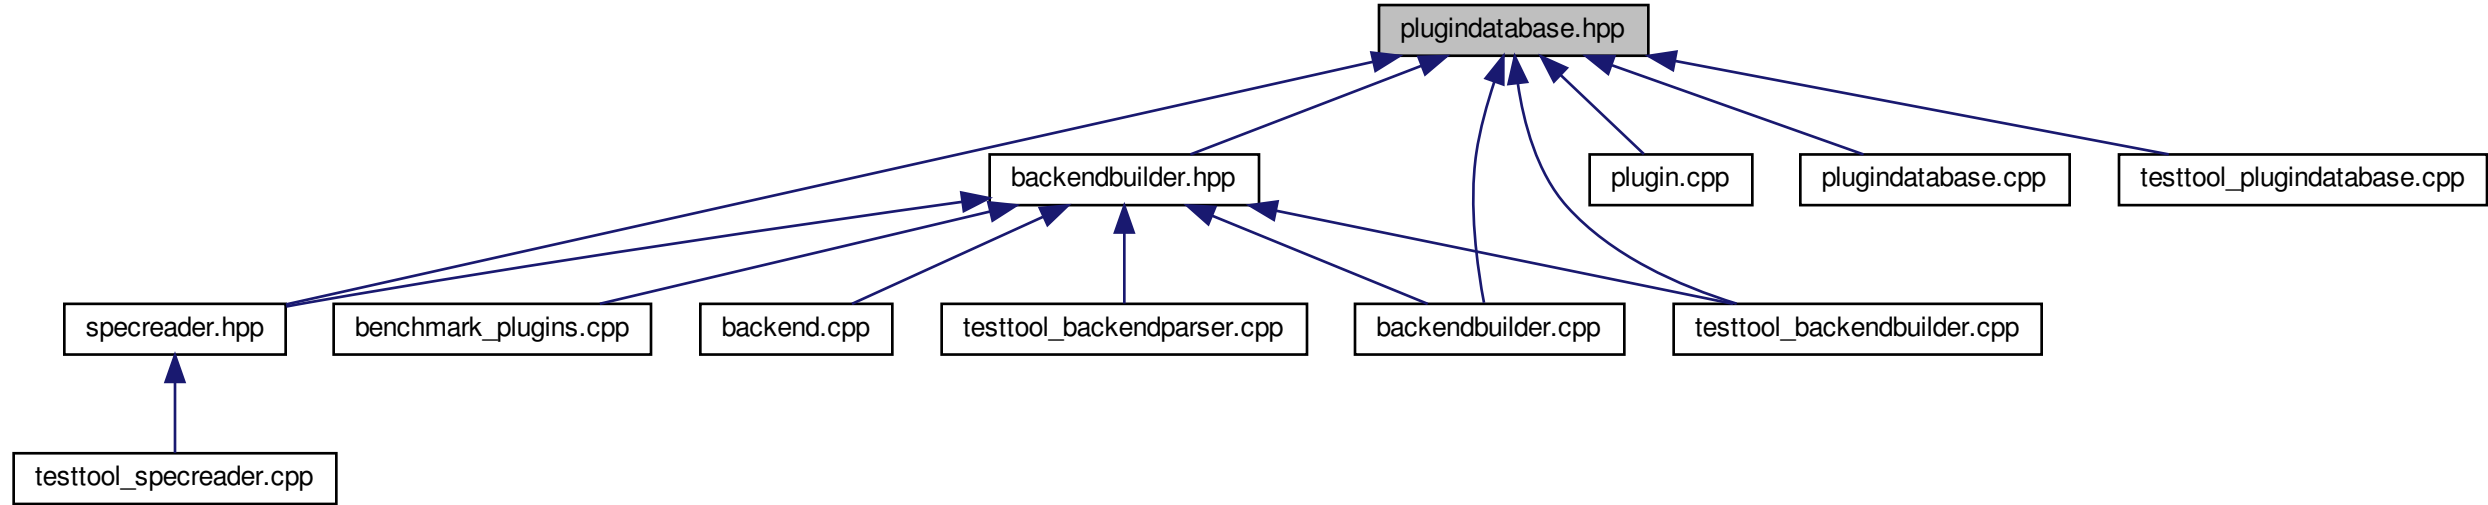 plugindatabase.hpp
backendbuilder.hpp
plugin.cpp
plugindatabase.cpp
testtool_plugindatabase.cpp
specreader.hpp
benchmark_plugins.cpp
backend.cpp
testtool_backendparser.cpp
backendbuilder.cpp
testtool_backendbuilder.cpp
testtool_specreader.cpp